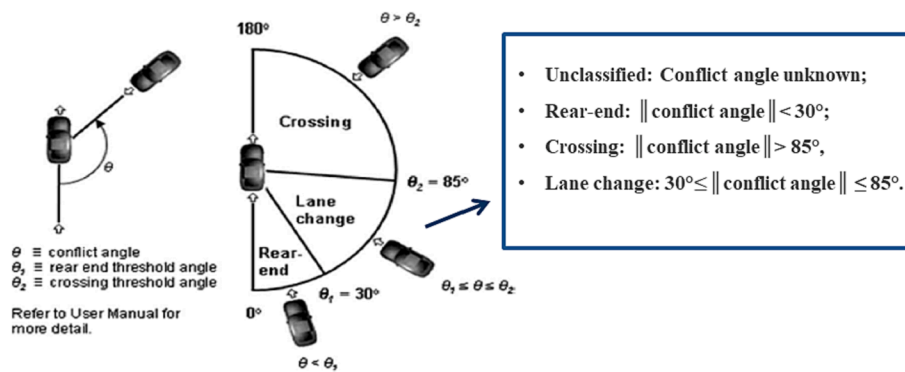 θ > θ₂
180°
Crossing
θ
θ₂ = 85°
Lane
change
Rear-
end
θ₁ ≤ θ ≤ θ₂
θ₁ = 30°
0°
θ < θ₁
θ ≡ conflict angle
θ₁ ≡ rear end threshold angle
θ₂ ≡ crossing threshold angle
Refer to User Manual for
more detail.
• Unclassified: Conflict angle unknown;
• Rear-end: ‖conflict angle‖< 30°;
• Crossing: ‖conflict angle‖> 85°,
• Lane change: 30°≤ ‖conflict angle‖ ≤ 85°.